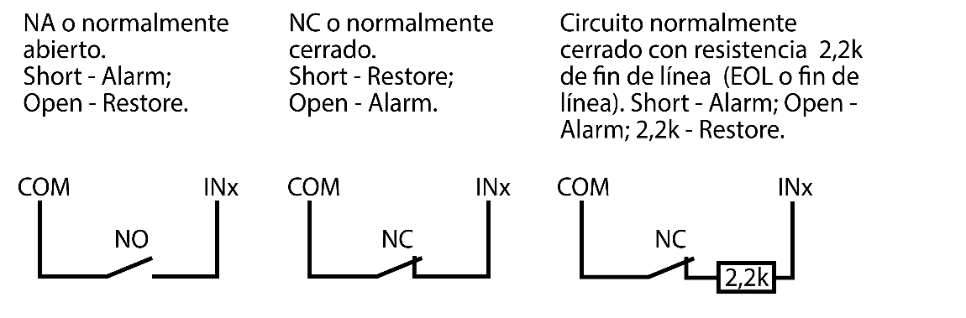 NA o normalmente
abierto.
Short - Alarm;
Open - Restore.
NC o normalmente
cerrado.
Short - Restore;
Open - Alarm.
Circuito normalmente
cerrado con resistencia 2,2k
de fin de línea (EOL o fin de
línea). Short - Alarm; Open -
Alarm; 2,2k - Restore.
COM
INx
NO
COM
INx
NC
COM
INx
NC
2,2k